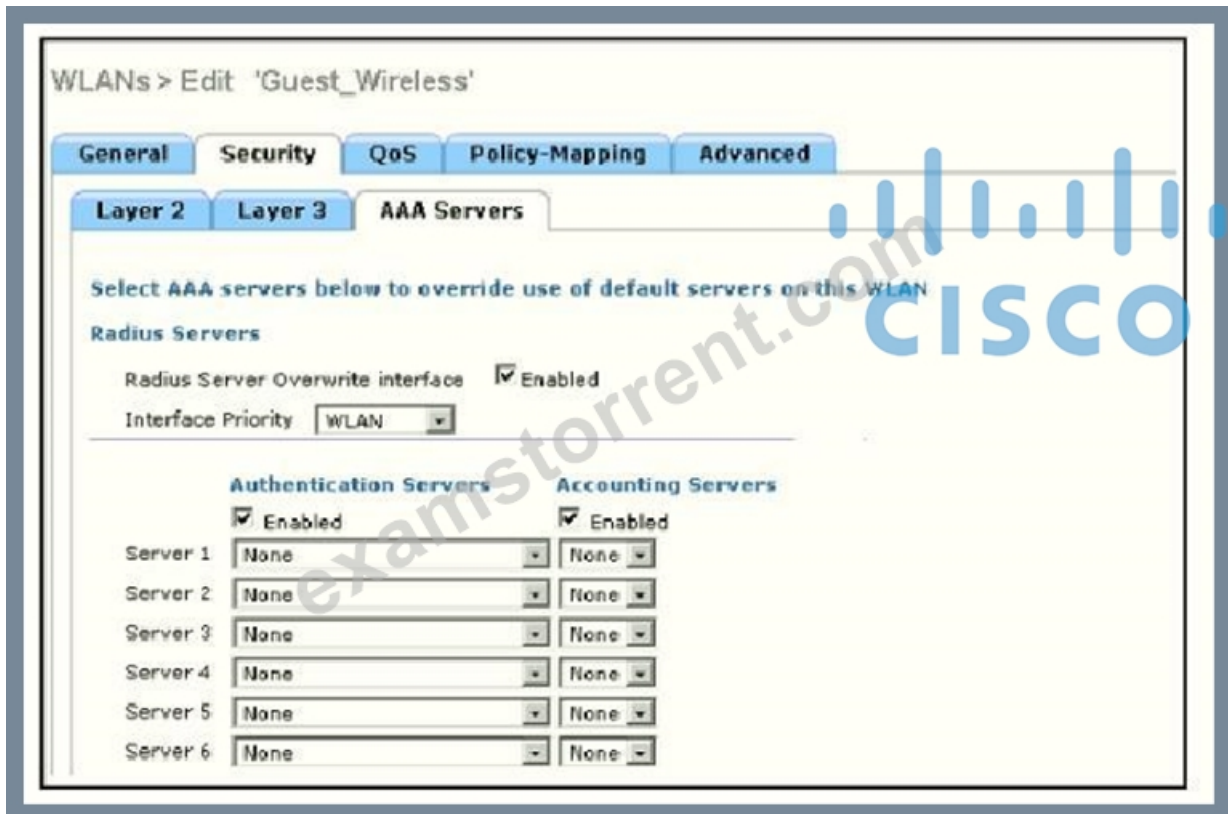 WLANs > Edit 'Guest_Wireless'
General Security QoS Policy-Mapping Advanced
Layer 2 Layer 3 AAA Servers
Select AAA servers below to override use of default servers on this WLAN
Radius Servers
Radius Server Overwrite interface Enabled
Interface Priority WLAN
Authentication Servers Accounting Servers
Enabled Enabled
Server 1 None None
Server 2 None None
Server 3 None None
Server 4 None None
Server 5 None None
Server 6 None None
CISCO
examstorrent.com